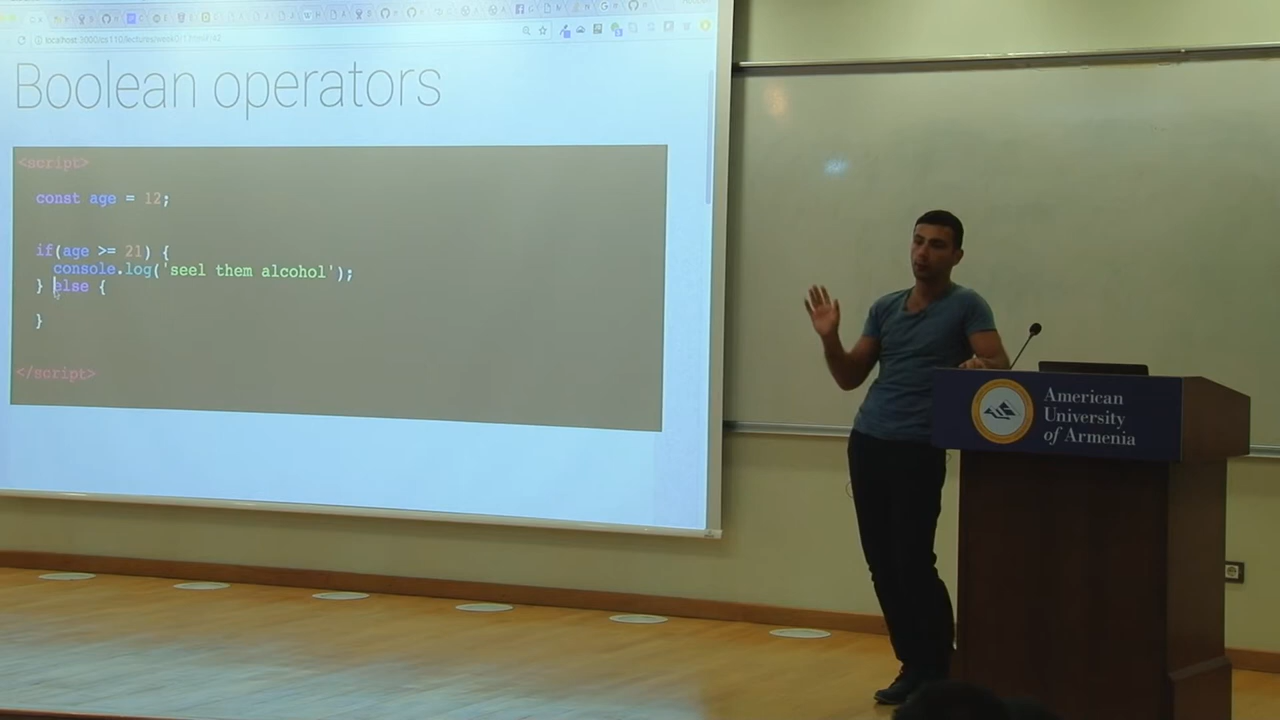 Boolean operators
<script>
const age = 12;
if(age >= 21) {
console.log('seel them alcohol');
} else {
}
</script>
American
University
of Armenia